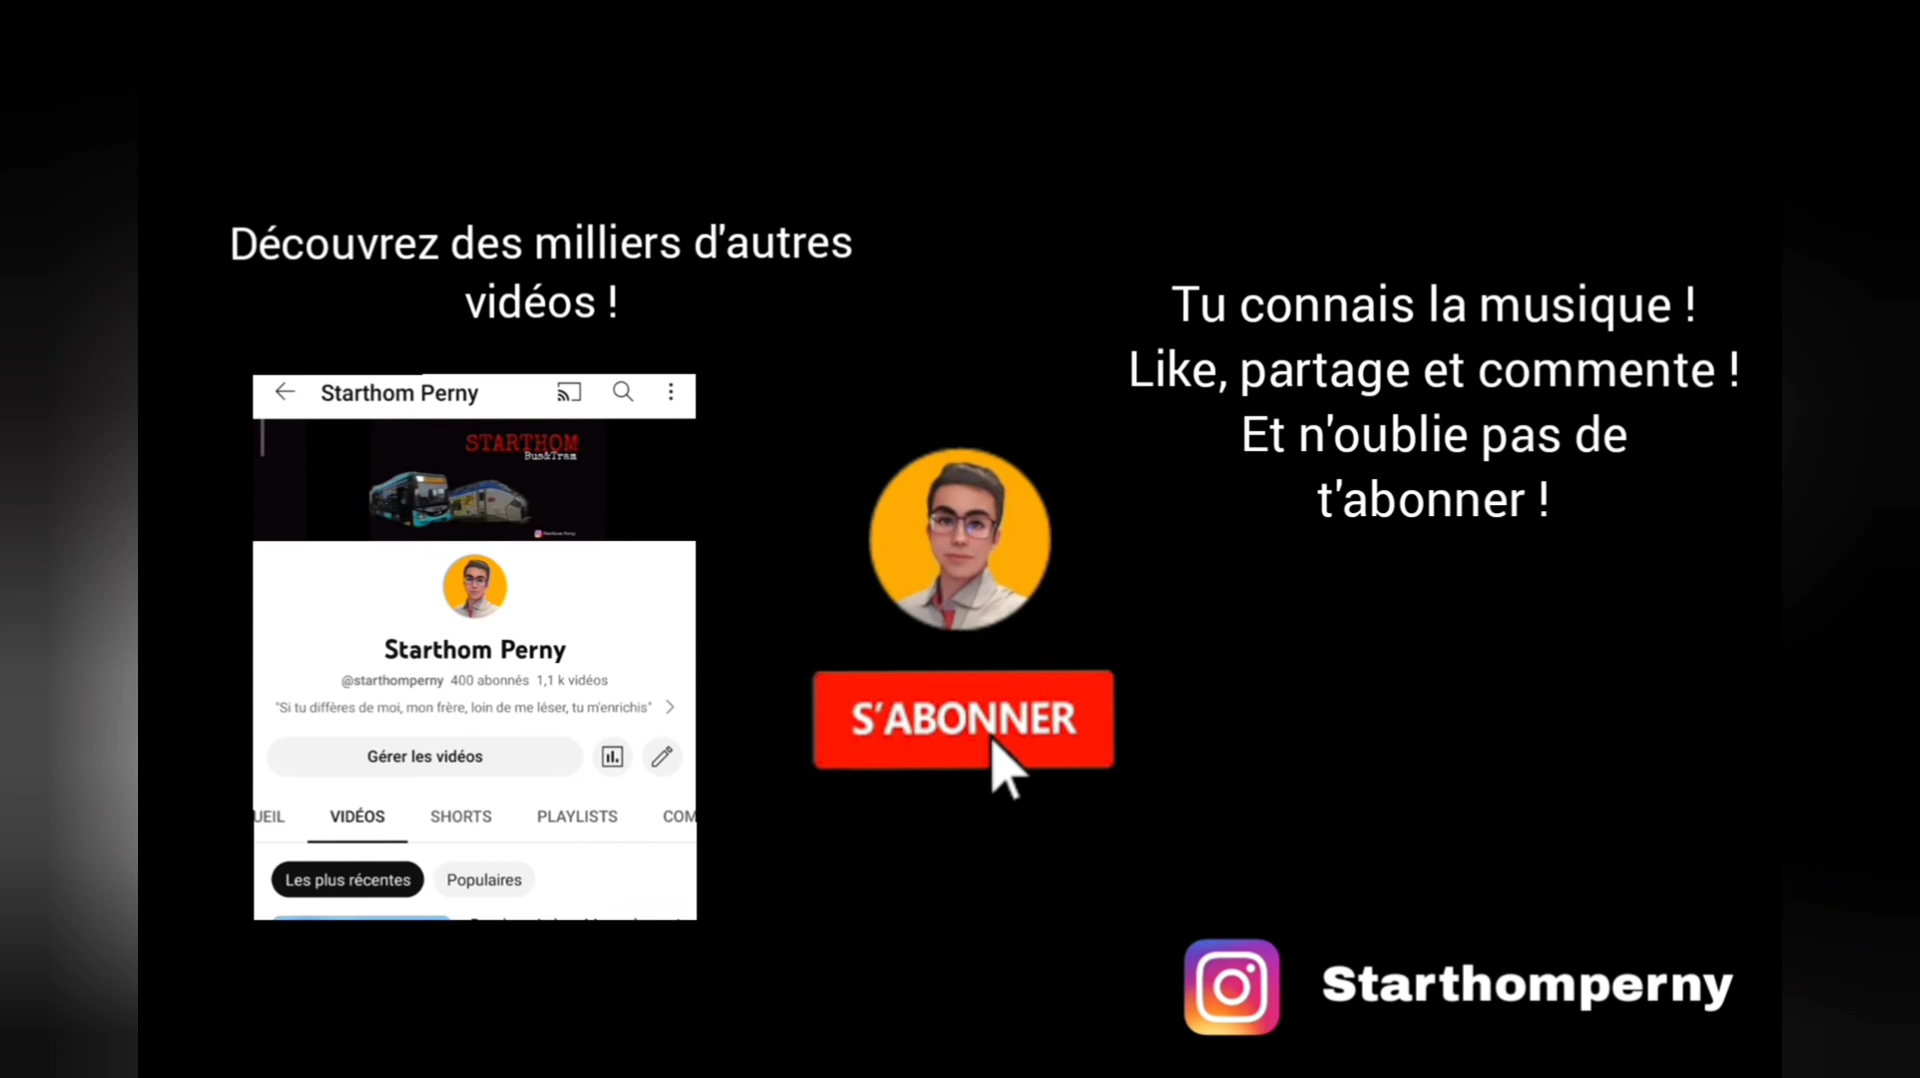 Découvrez des milliers d'autres
vidéos !
Tu connais la musique !
Like, partage et commente !
Et n'oublie pas de
t'abonner !
Starthom Perny
STARTHOM
Bus&Tram
Starthom Perny
@starthomperny 400 abonnés 1,1 k vidéos
"Si tu diffères de moi, mon frère, loin de me léser, tu m'enrichis"
Gérer les vidéos
UEIL VIDÉOS SHORTS PLAYLISTS COM
Les plus récentes Populaires
S'ABONNER
Starthomperny